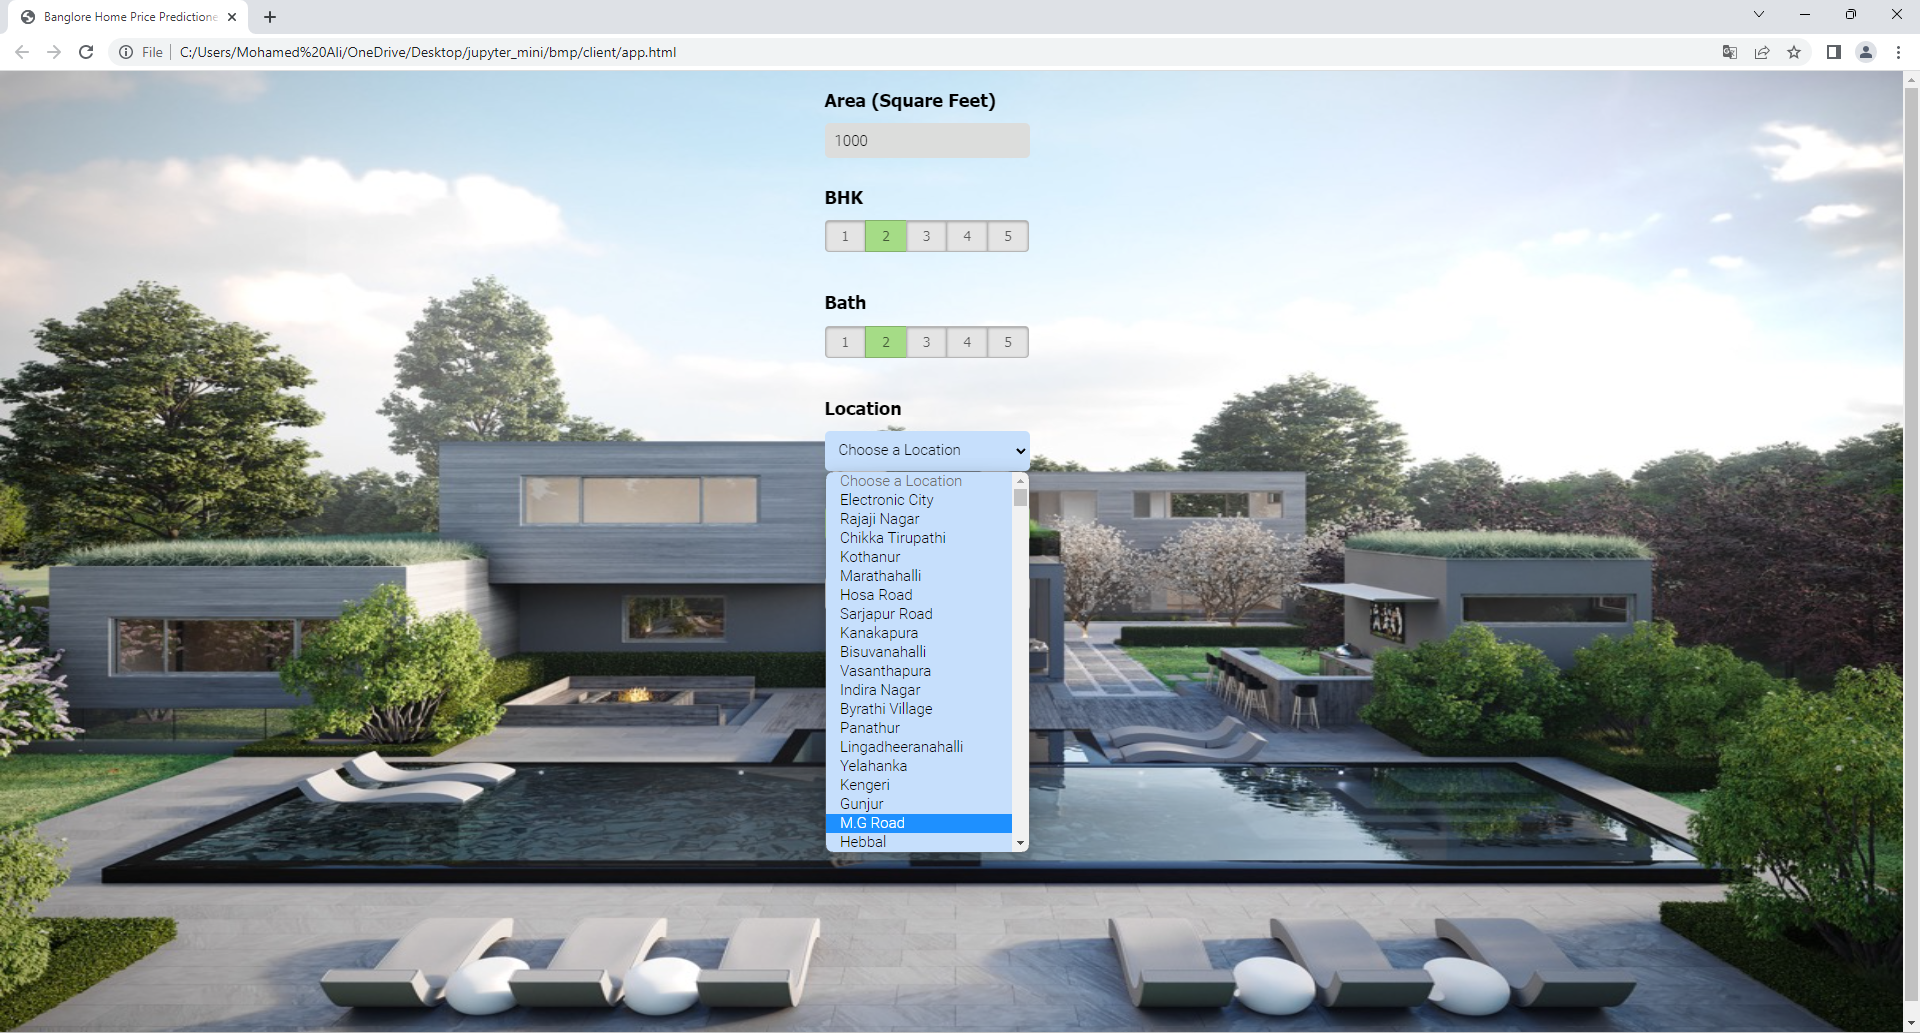 Banglore Home Price Predictione
File
C:/Users/Mohamed%20Ali/OneDrive/Desktop/jupyter_mini/bmp/client/app.html
Area (Square Feet)
1000
BHK
1 2 3 4 5
Bath
1 2 3 4 5
Location
Choose a Location
Choose a Location
Electronic City
Rajaji Nagar
Chikka Tirupathi
Kothanur
Marathahalli
Hosa Road
Sarjapur Road
Kanakapura
Bisuvanahalli
Vasanthapura
Indira Nagar
Byrathi Village
Panathur
Lingadheeranahalli
Yelahanka
Kengeri
Gunjur
M.G Road
Hebbal